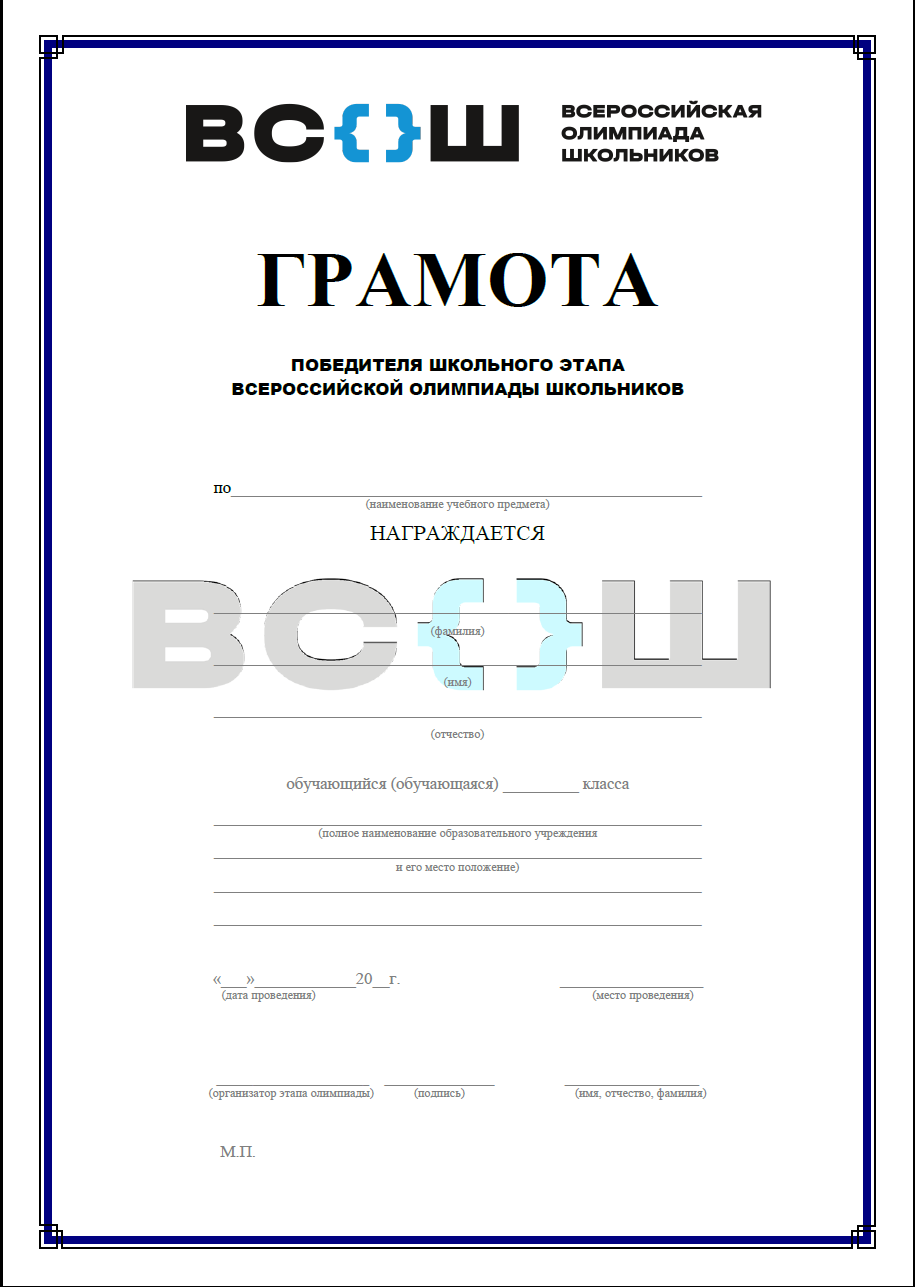 ВС{}Ш
ВСЕРОССИЙСКАЯ
ОЛИМПИАДА
ШКОЛЬНИКОВ
ГРАМОТА
ПОБЕДИТЕЛЯ ШКОЛЬНОГО ЭТАПА
ВСЕРОССИЙСКОЙ ОЛИМПИАДЫ ШКОЛЬНИКОВ
по
(наименование учебного предмета)
НАГРАЖДАЕТСЯ
ВС{}Ш
(фамилия)
(имя)
(отчество)
обучающийся (обучающаяся) _________ класса
(полное наименование образовательного учреждения
и его место положение)
«___»____________20__г.
(дата проведения) (место проведения)
(организатор этапа олимпиады) (подпись) (имя, отчество, фамилия)
М.П.